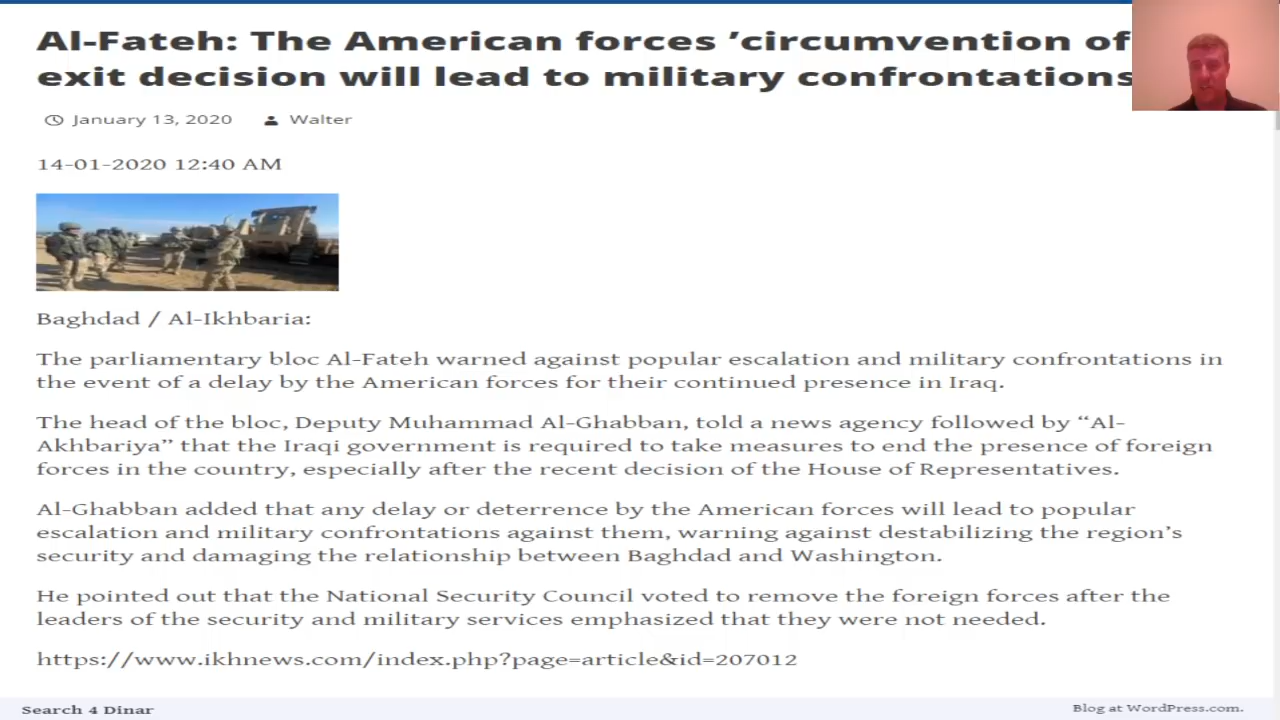 Al-Fateh: The American forces ’circumvention of
exit decision will lead to military confrontations
January 13, 2020 Walter
14-01-2020 12:40 AM
Baghdad / Al-Ikhbaria:
The parliamentary bloc Al-Fateh warned against popular escalation and military confrontations in
the event of a delay by the American forces for their continued presence in Iraq.
The head of the bloc, Deputy Muhammad Al-Ghabban, told a news agency followed by “Al-
Akhbariya” that the Iraqi government is required to take measures to end the presence of foreign
forces in the country, especially after the recent decision of the House of Representatives.
Al-Ghabban added that any delay or deterrence by the American forces will lead to popular
escalation and military confrontations against them, warning against destabilizing the region’s
security and damaging the relationship between Baghdad and Washington.
He pointed out that the National Security Council voted to remove the foreign forces after the
leaders of the security and military services emphasized that they were not needed.
https://www.ikhnews.com/index.php?page=article&id=207012
Search 4 Dinar
Blog at WordPress.com.